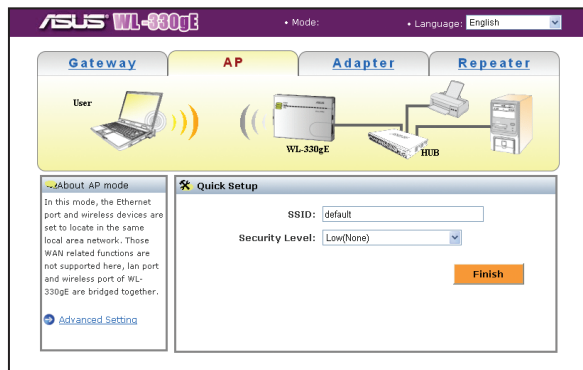 ASUS WL-330gE
• Mode:
• Language: English
Gateway
AP
Adapter
Repeater
User
WL-330gE
HUB
About AP mode
In this mode, the Ethernet
port and wireless devices are
set to locate in the same
local area network. Those
WAN related functions are
not supported here, lan port
and wireless port of WL-
330gE are bridged together.
Advanced Setting
Quick Setup
SSID: default
Security Level: Low(None)
Finish